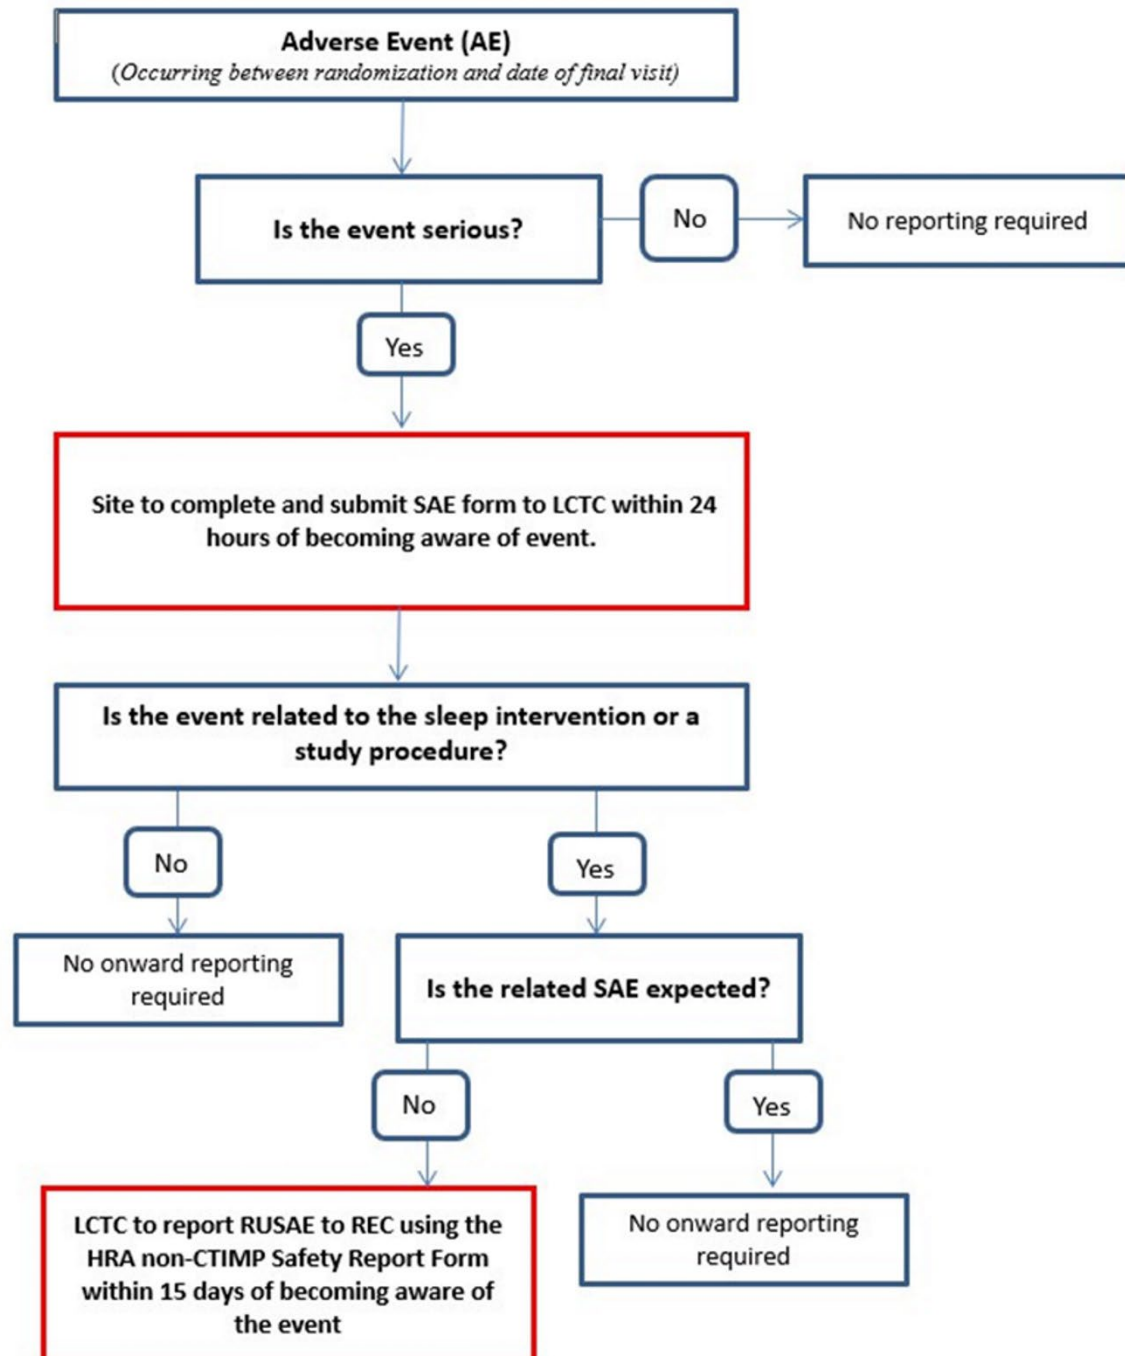 Adverse Event (AE)
(Occurring between randomization and date of final visit)
Is the event serious?
No
No reporting required
Yes
Site to complete and submit SAE form to LCTC within 24
hours of becoming aware of event.
Is the event related to the sleep intervention or a
study procedure?
No
Yes
No onward reporting
required
Is the related SAE expected?
No
Yes
LCTC to report RUSAE to REC using the
HRA non-CTIMP Safety Report Form
within 15 days of becoming aware of
the event
No onward reporting
required